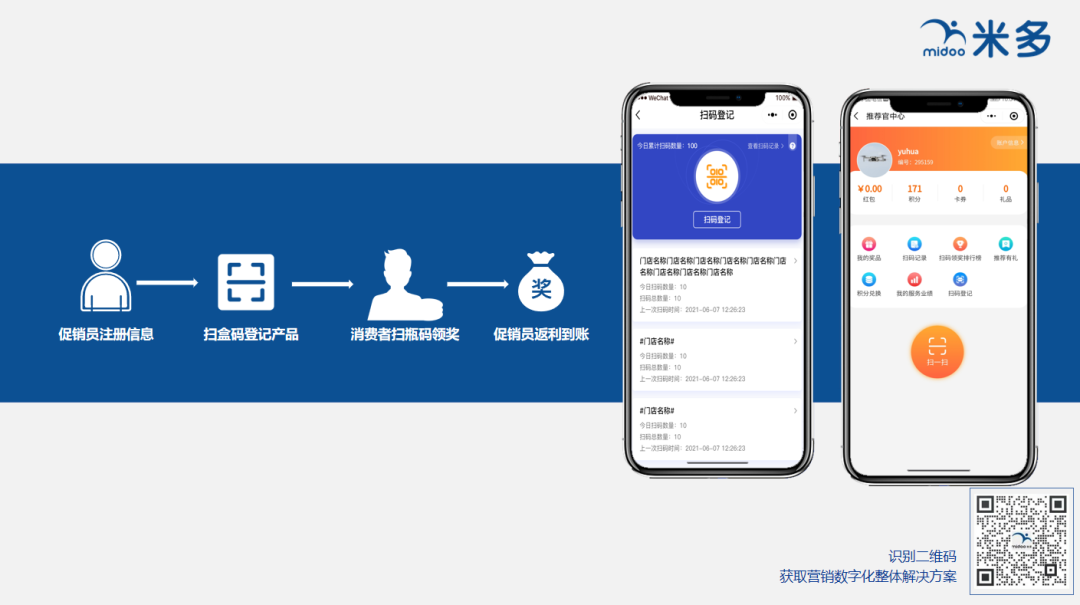 midoo 米多
促销员注册信息
扫盒码登记产品
消费者扫瓶码领奖
奖
促销员返利到账
WeChat
100%
扫码登记
今日累计扫码数量：100
查看扫码记录
扫码登记
门店名称门店名称门店名称门店名称门店名称门店
名称门店名称门店名称门店名称
今日扫码数量：10
扫码总数量：10
上一次扫码时间：2021-06-07 12:26:23
#门店名称#
今日扫码数量：10
扫码总数量：10
上一次扫码时间：2021-06-07 12:26:23
#门店名称#
今日扫码数量：10
扫码总数量：10
上一次扫码时间：2021-06-07 12:26:23
推荐官中心
yuhua
¥0.00
171
0
0
红包
积分
卡券
礼品
我的奖品
扫码记录
扫码领奖排行榜
推荐有礼
积分兑换
我的服务业绩
扫码登记
扫一扫
识别二维码
获取营销数字化整体解决方案